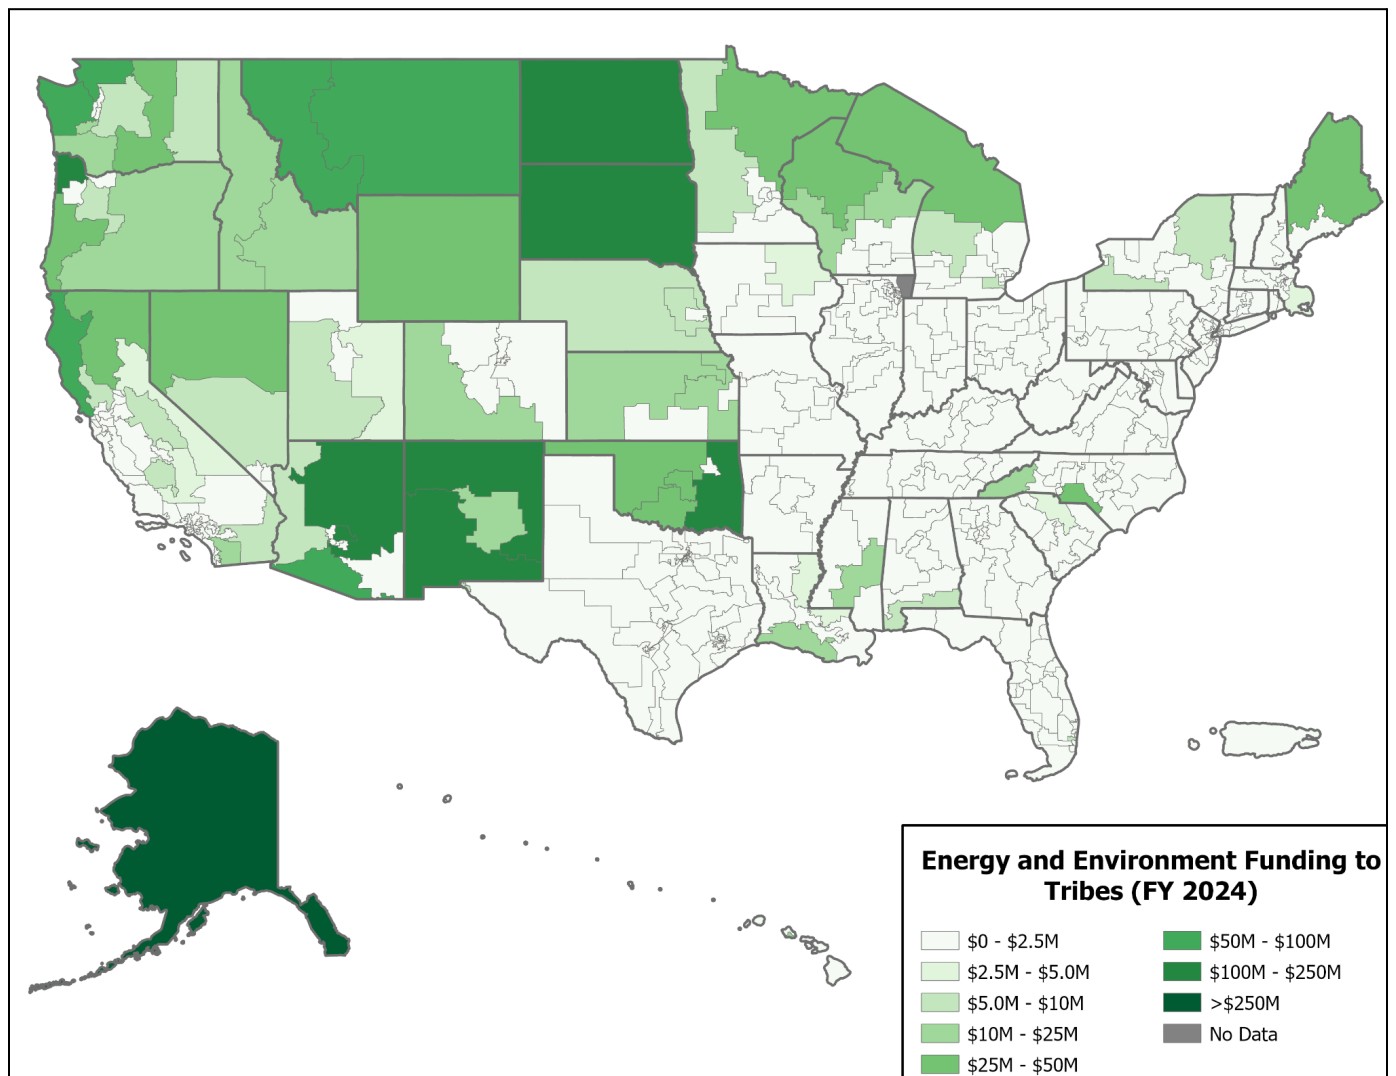 Energy and Environment Funding to
Tribes (FY 2024)
$0 - $2.5M
$2.5M - $5.0M
$5.0M - $10M
$10M - $25M
$25M - $50M
$50M - $100M
$100M - $250M
>$250M
No Data